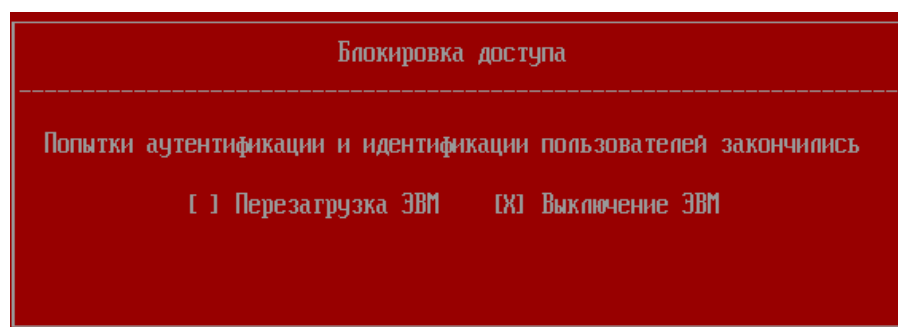 Блокировка доступа
Попытки аутентификации и идентификации пользователей закончились
[ ] Перезагрузка ЭВМ [X] Выключение ЭВМ